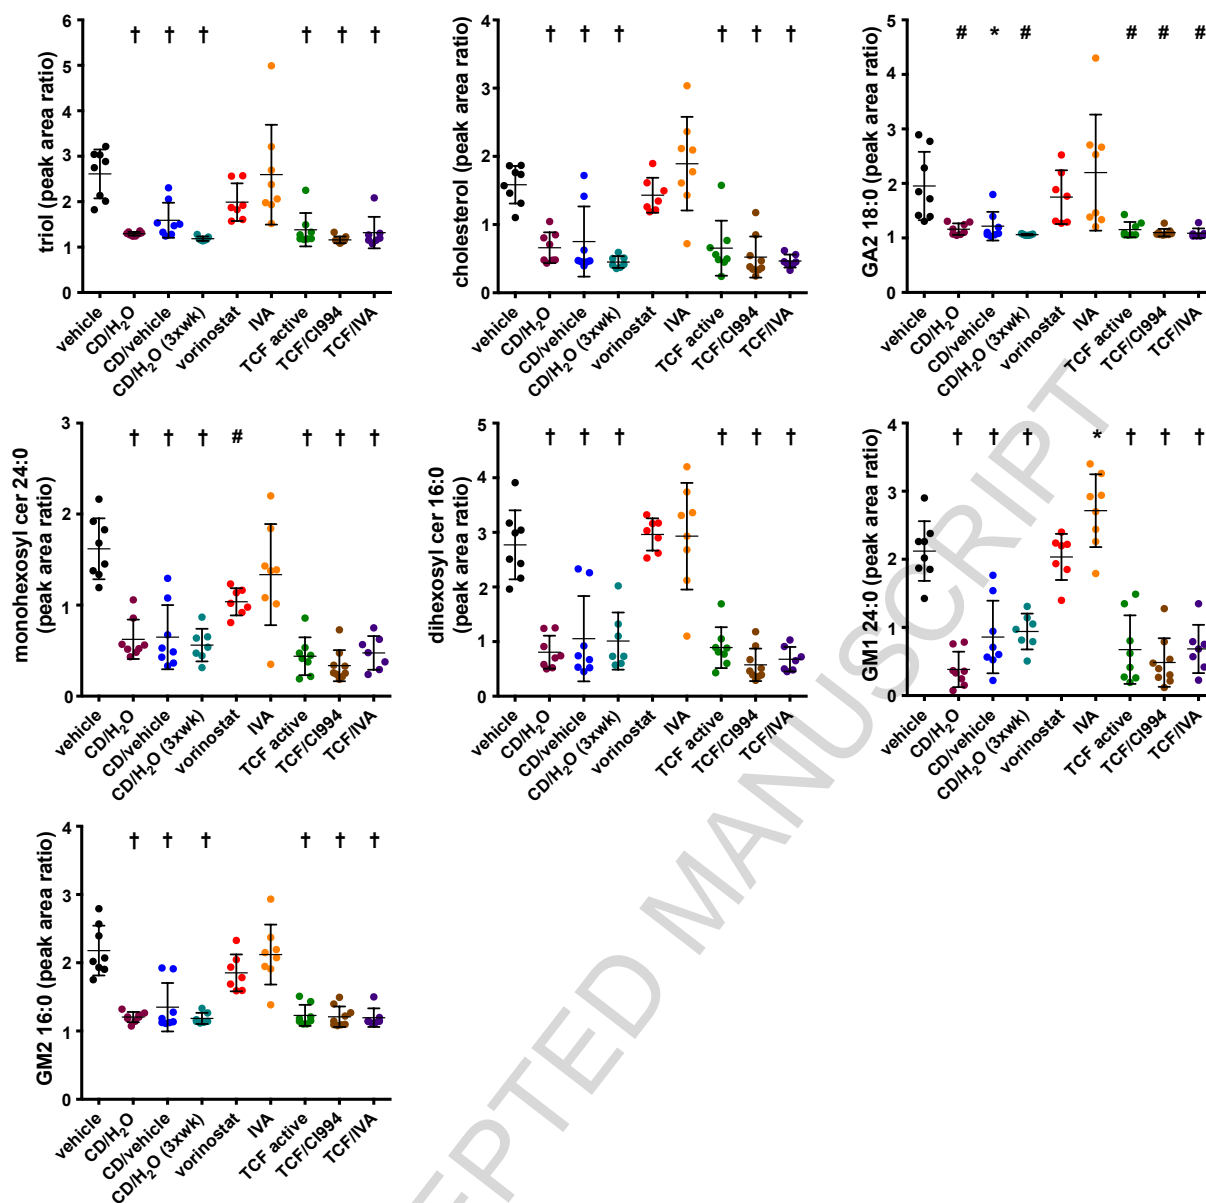 triol (peak area ratio)
6
5
4
3
2
1
0
† † † † † †
vehicle
CD/H₂O
CD/vehicle
CD/H₂O (3xwk)
vorinostat
IVA
TCF active
TCF/CI994
TCF/IVA
cholesterol (peak area ratio)
4
3
2
1
0
† † † † † †
vehicle
CD/H₂O
CD/vehicle
CD/H₂O (3xwk)
vorinostat
IVA
TCF active
TCF/CI994
TCF/IVA
GA2 18:0 (peak area ratio)
5
4
3
2
1
0
# * # # # #
vehicle
CD/H₂O
CD/vehicle
CD/H₂O (3xwk)
vorinostat
IVA
TCF active
TCF/CI994
TCF/IVA
monohexosyl cer 24:0
(peak area ratio)
3
2
1
0
† † † # † † †
vehicle
CD/H₂O
CD/vehicle
CD/H₂O (3xwk)
vorinostat
IVA
TCF active
TCF/CI994
TCF/IVA
dihexosyl cer 16:0
(peak area ratio)
5
4
3
2
1
0
† † † † † †
vehicle
CD/H₂O
CD/vehicle
CD/H₂O (3xwk)
vorinostat
IVA
TCF active
TCF/CI994
TCF/IVA
GM1 24:0 (peak area ratio)
4
3
2
1
0
† † † * † † †
vehicle
CD/H₂O
CD/vehicle
CD/H₂O (3xwk)
vorinostat
IVA
TCF active
TCF/CI994
TCF/IVA
GM2 16:0 (peak area ratio)
4
3
2
1
0
† † † † † †
vehicle
CD/H₂O
CD/vehicle
CD/H₂O (3xwk)
vorinostat
IVA
TCF active
TCF/CI994
TCF/IVA
EPTED MANUSCRIPT